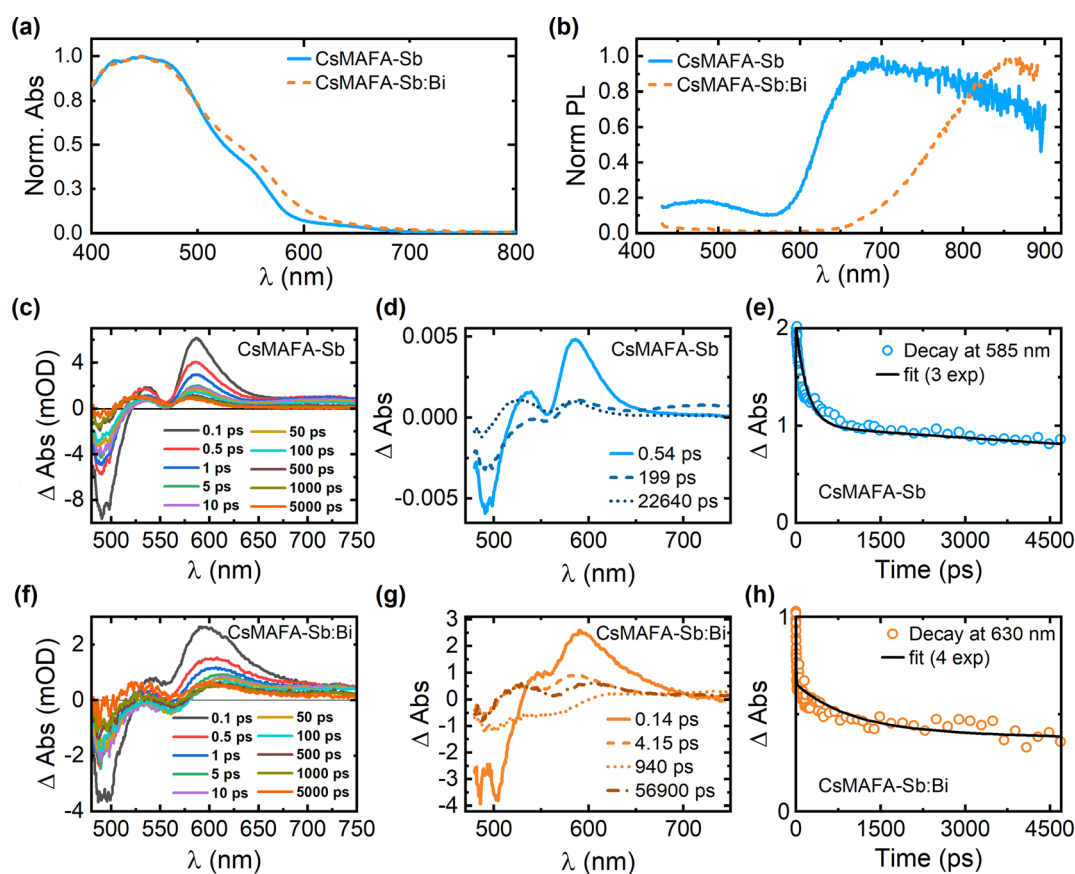 (a)
1.0
0.8
0.5
0.3
0.0
Norm. Abs
CsMAFA-Sb
CsMAFA-Sb:Bi
400 500 600 700 800
λ (nm)
(b)
1.0
0.8
0.6
0.4
0.2
0.0
Norm PL
CsMAFA-Sb
CsMAFA-Sb:Bi
400 500 600 700 800 900
λ (nm)
(c)
4
0
-4
-8
Δ Abs (mOD)
CsMAFA-Sb
0.1 ps 50 ps
0.5 ps 100 ps
1 ps 500 ps
5 ps 1000 ps
10 ps 5000 ps
500 550 600 650 700 750
λ (nm)
(d)
0.005
0.000
-0.005
Δ Abs
CsMAFA-Sb
0.54 ps
199 ps
22640 ps
500 600 700
λ (nm)
(e)
2
1
0
Δ Abs
Decay at 585 nm
fit (3 exp)
CsMAFA-Sb
0 1500 3000 4500
Time (ps)
(f)
2
0
-2
-4
Δ Abs (mOD)
CsMAFA-Sb:Bi
0.1 ps 50 ps
0.5 ps 100 ps
1 ps 500 ps
5 ps 1000 ps
10 ps 5000 ps
500 550 600 650 700 750
λ (nm)
(g)
3
2
1
0
-1
-2
-3
-4
Δ Abs
CsMAFA-Sb:Bi
0.14 ps
4.15 ps
940 ps
56900 ps
500 600 700
λ (nm)
(h)
1
0
Δ Abs
Decay at 630 nm
fit (4 exp)
CsMAFA-Sb:Bi
0 1500 3000 4500
Time (ps)